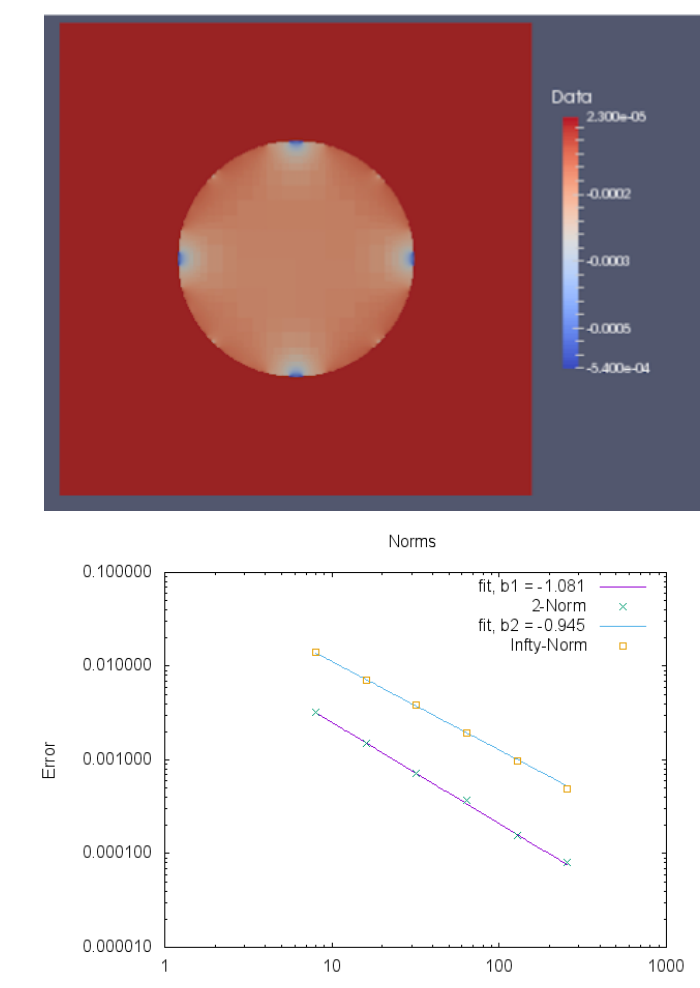 Data
2.300e-05
-0.0002
-0.0003
-0.0005
-5.400e-04
Norms
0.100000
0.010000
0.001000
0.000100
0.000010
Error
fit, b1 = -1.081
2-Norm
fit, b2 = -0.945
Infty-Norm
1
10
100
1000